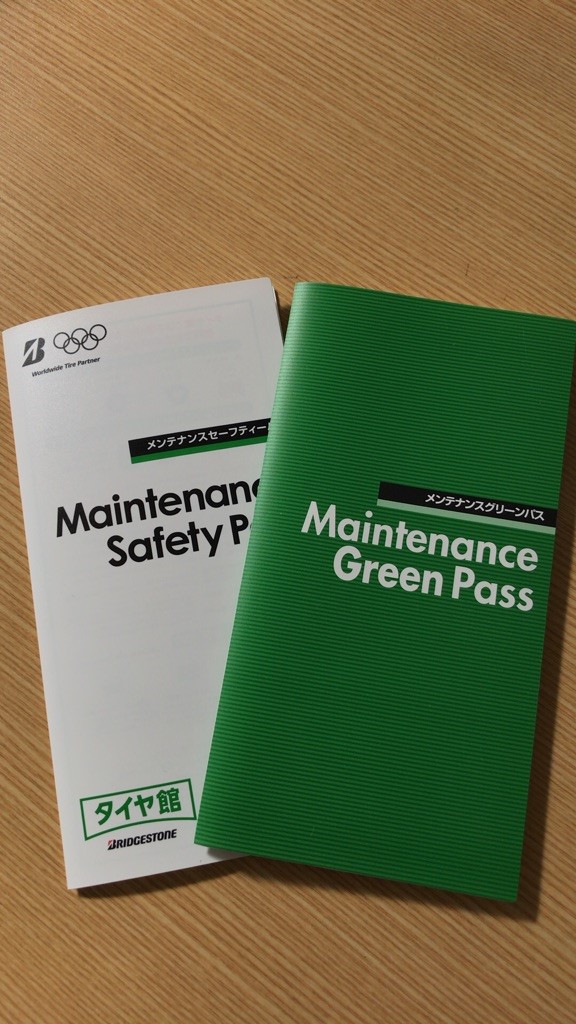 Worldwide Tire Partner
メンテナンスセーフティー
Maintenanc
Safety P
タイヤ館
BRIDGESTONE
メンテナンスグリーンパス
Maintenance
Green Pass